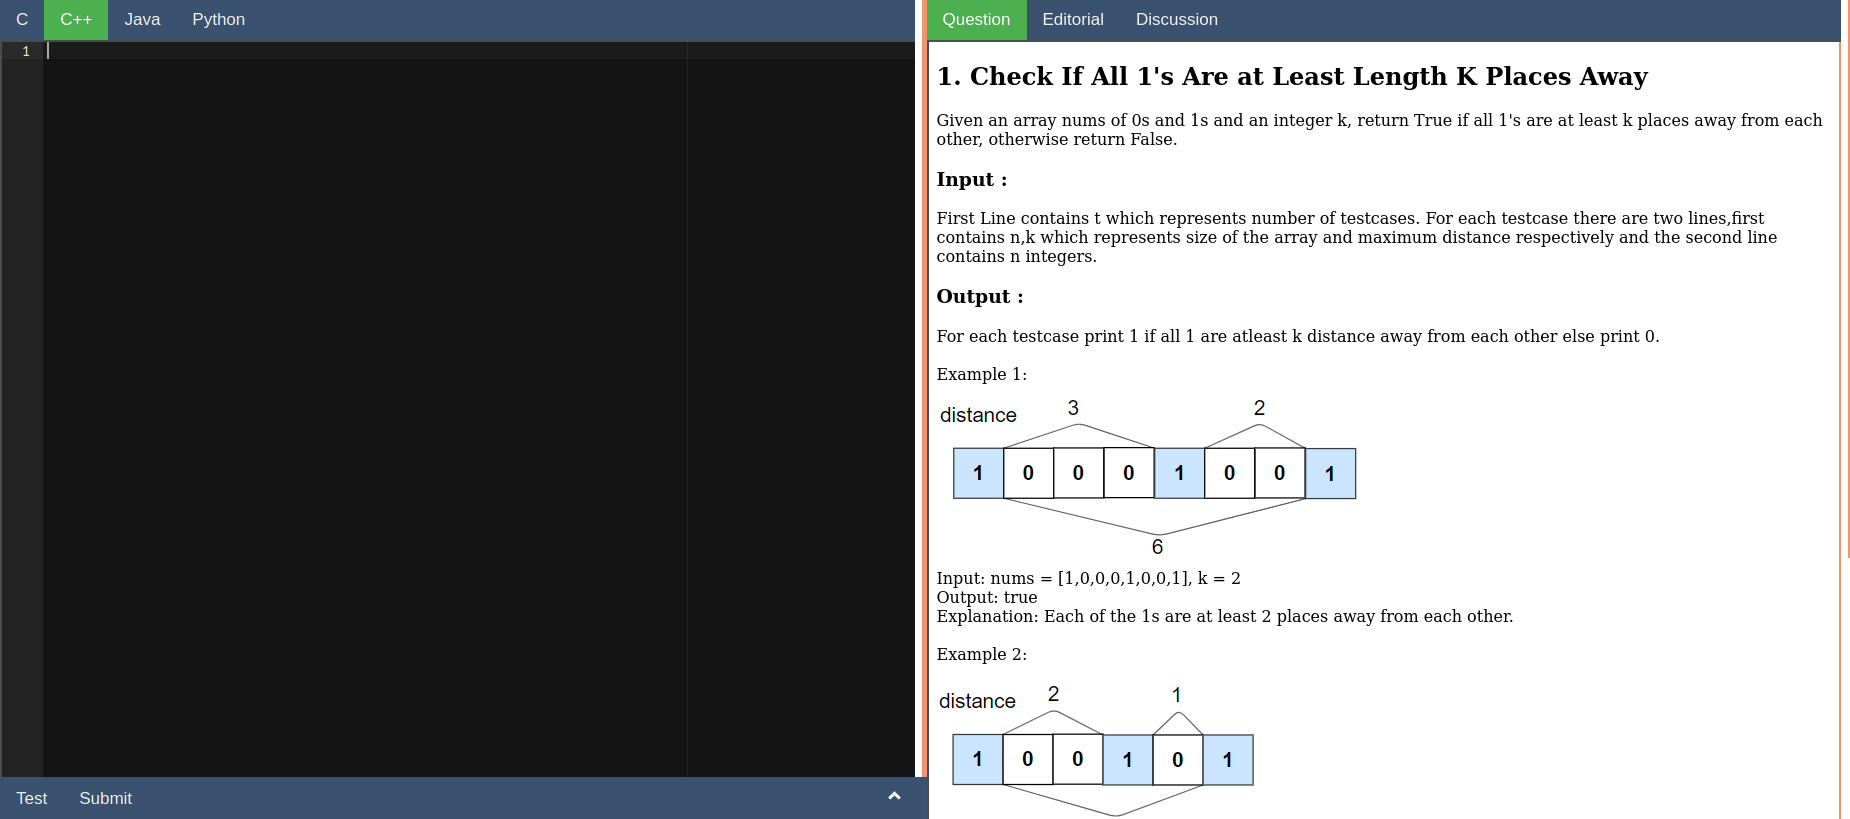 C C++ Java Python
1
Test Submit
Question Editorial Discussion
1. Check If All 1's Are at Least Length K Places Away
Given an array nums of 0s and 1s and an integer k, return True if all 1's are at least k places away from each
other, otherwise return False.
Input :
First Line contains t which represents number of testcases. For each testcase there are two lines,first
contains n,k which represents size of the array and maximum distance respectively and the second line
contains n integers.
Output :
For each testcase print 1 if all 1 are atleast k distance away from each other else print 0.
Example 1:
distance 3 2
1 0 0 0 1 0 0 1
6
Input: nums = [1,0,0,0,1,0,0,1], k = 2
Output: true
Explanation: Each of the 1s are at least 2 places away from each other.
Example 2:
distance 2 1
1 0 0 1 0 1